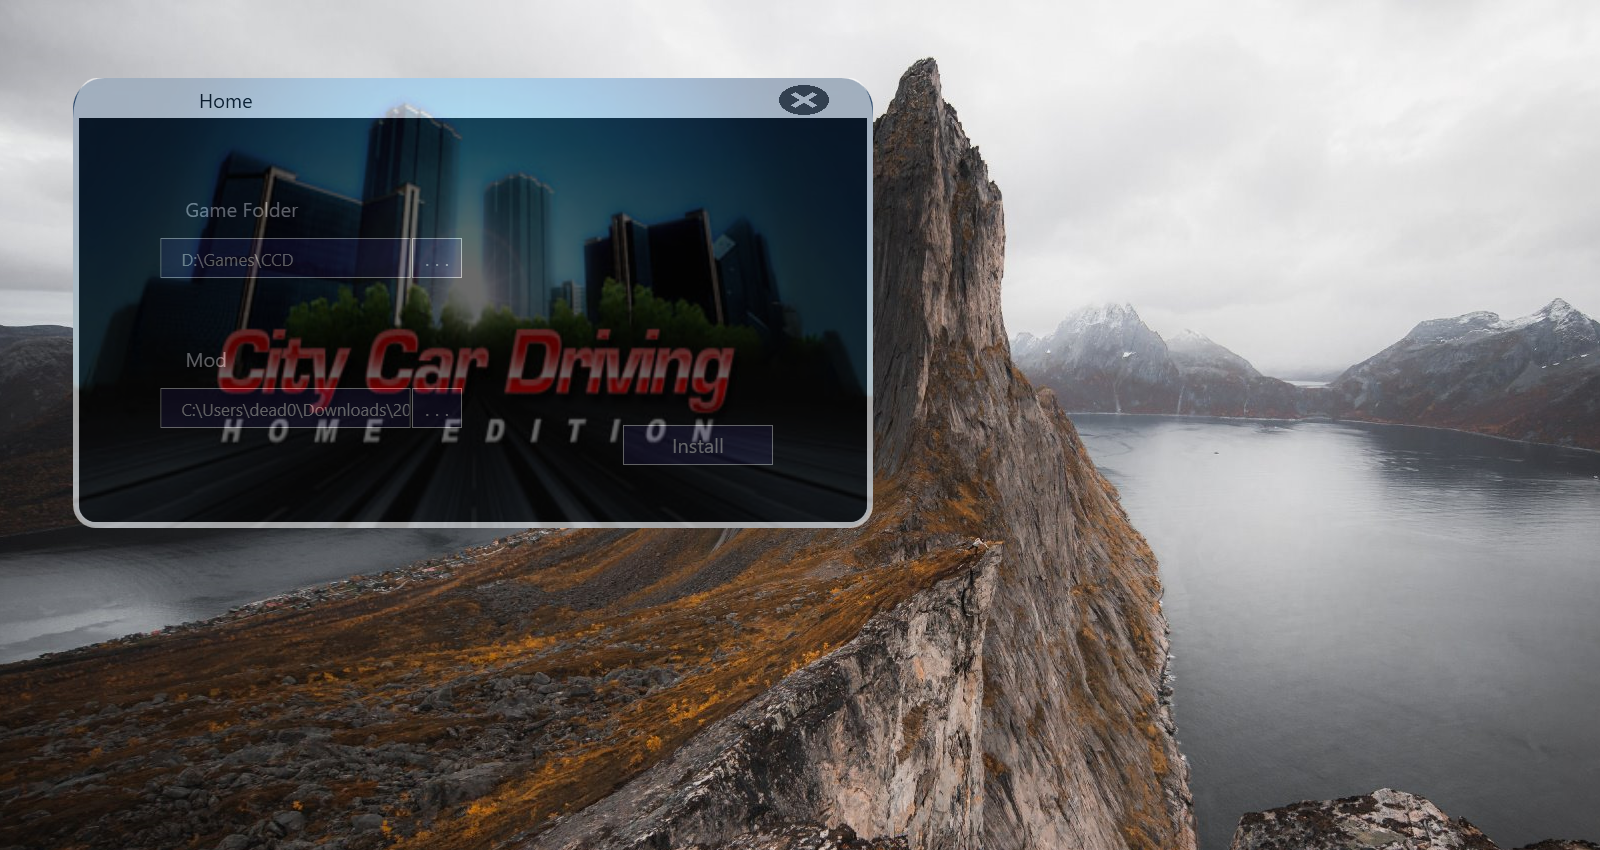 Home
Game Folder
D:\Games\CCD
...
City Car Driving
Mod
C:\Users\dead0\Downloads\20
...
HOME EDITION
Install